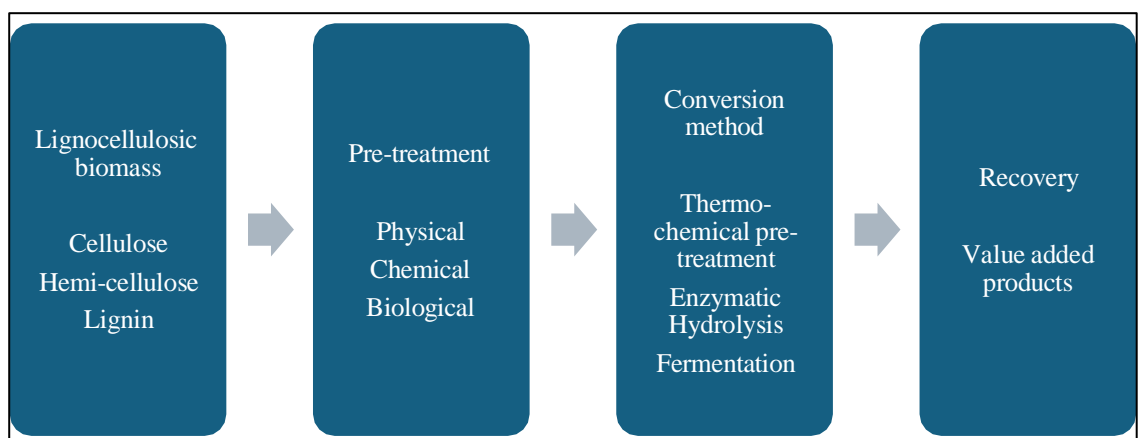 Lignocellulosic
biomass
Cellulose
Hemi-cellulose
Lignin
Pre-treatment
Physical
Chemical
Biological
Conversion
method
Thermo-
chemical pre-
treatment
Enzymatic
Hydrolysis
Fermentation
Recovery
Value added
products